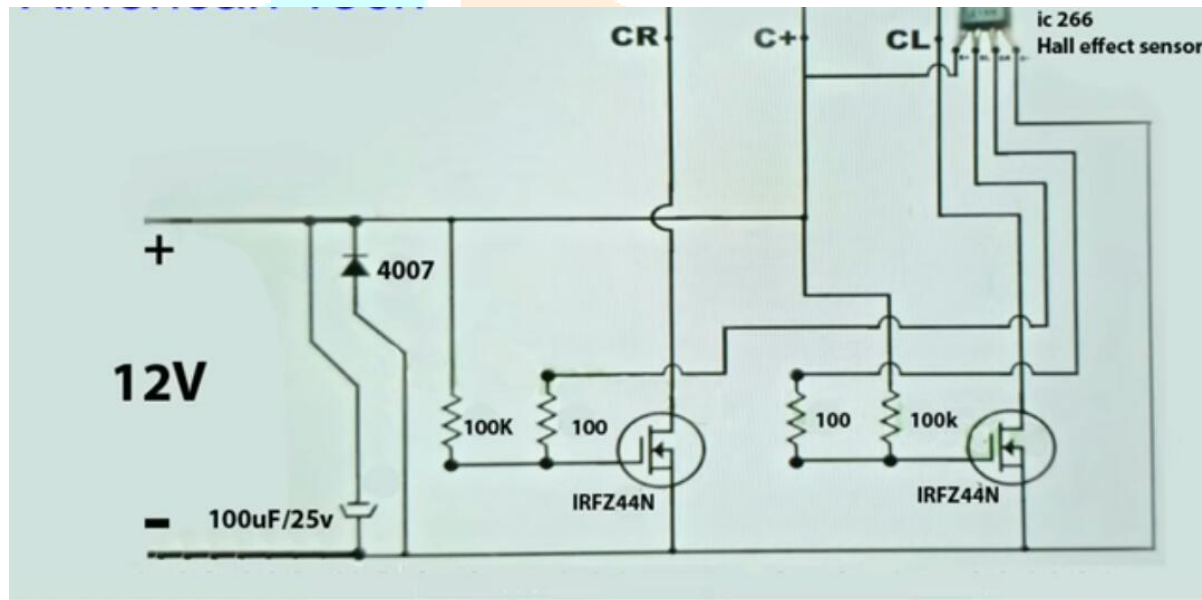 CR
C+
CL
ic 266
Hall effect sensor
+
4007
12V
100K
100
100
100k
IRFZ44N
IRFZ44N
-
100uF/25v